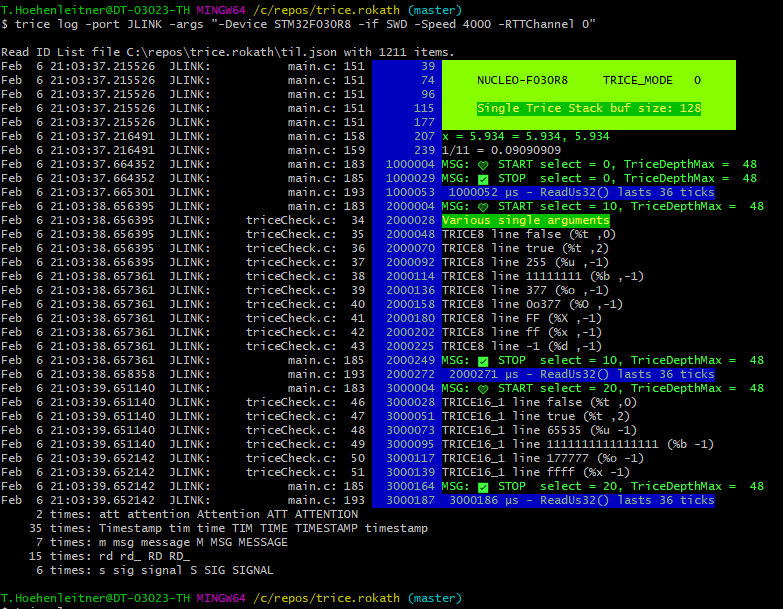 T.Hoehenleitner@DT-03023-TH MINGW64 /c/repos/trice.rokath (master)
$ trice log -port JLINK -args "-Device STM32F030R8 -if SWD -Speed 4000 -RTTChannel 0"
Read ID List file C:\repos\trice.rokath\til.json with 1211 items.
Feb  6 21:03:37.215526  JLINK:         main.c: 151        39
Feb  6 21:03:37.215526  JLINK:         main.c: 151        74     NUCLEO-F030R8     TRICE_MODE   0
Feb  6 21:03:37.215526  JLINK:         main.c: 151        96
Feb  6 21:03:37.215526  JLINK:         main.c: 151       115     Single Trice Stack buf size: 128
Feb  6 21:03:37.215526  JLINK:         main.c: 151       177
Feb  6 21:03:37.216491  JLINK:         main.c: 158       207 x = 5.934 = 5.934, 5.934
Feb  6 21:03:37.216491  JLINK:         main.c: 159       239 1/11 = 0.09090909
Feb  6 21:03:37.664352  JLINK:         main.c: 183   1000004 MSG: 💚 START select = 0, TriceDepthMax =  48
Feb  6 21:03:37.664352  JLINK:         main.c: 185   1000029 MSG: ✅ STOP  select = 0, TriceDepthMax =  48
Feb  6 21:03:37.665301  JLINK:         main.c: 193   1000053  1000052 µs - ReadUs32() lasts 36 ticks
Feb  6 21:03:38.656395  JLINK:         main.c: 183   2000004 MSG: 💚 START select = 10, TriceDepthMax =  48
Feb  6 21:03:38.656395  JLINK:   triceCheck.c:  34   2000028 Various single arguments
Feb  6 21:03:38.656395  JLINK:   triceCheck.c:  35   2000048 TRICE8 line false (%t ,0)
Feb  6 21:03:38.656395  JLINK:   triceCheck.c:  36   2000070 TRICE8 line true (%t ,2)
Feb  6 21:03:38.656395  JLINK:   triceCheck.c:  37   2000092 TRICE8 line 255 (%u ,-1)
Feb  6 21:03:38.657361  JLINK:   triceCheck.c:  38   2000114 TRICE8 line 11111111 (%b ,-1)
Feb  6 21:03:38.657361  JLINK:   triceCheck.c:  39   2000136 TRICE8 line 377 (%o ,-1)
Feb  6 21:03:38.657361  JLINK:   triceCheck.c:  40   2000158 TRICE8 line 0o377 (%O ,-1)
Feb  6 21:03:38.657361  JLINK:   triceCheck.c:  41   2000180 TRICE8 line FF (%X ,-1)
Feb  6 21:03:38.657361  JLINK:   triceCheck.c:  42   2000202 TRICE8 line ff (%x ,-1)
Feb  6 21:03:38.657361  JLINK:   triceCheck.c:  43   2000225 TRICE8 line -1 (%d ,-1)
Feb  6 21:03:38.657361  JLINK:         main.c: 185   2000249 MSG: ✅ STOP  select = 10, TriceDepthMax =  48
Feb  6 21:03:38.658358  JLINK:         main.c: 193   2000272  2000271 µs - ReadUs32() lasts 36 ticks
Feb  6 21:03:39.651140  JLINK:         main.c: 183   3000004 MSG: 💚 START select = 20, TriceDepthMax =  48
Feb  6 21:03:39.651140  JLINK:   triceCheck.c:  46   3000028 TRICE16_1 line false (%t ,0)
Feb  6 21:03:39.651140  JLINK:   triceCheck.c:  47   3000051 TRICE16_1 line true (%t ,2)
Feb  6 21:03:39.651140  JLINK:   triceCheck.c:  48   3000073 TRICE16_1 line 65535 (%u -1)
Feb  6 21:03:39.651140  JLINK:   triceCheck.c:  49   3000095 TRICE16_1 line 1111111111111111 (%b -1)
Feb  6 21:03:39.652142  JLINK:   triceCheck.c:  50   3000117 TRICE16_1 line 177777 (%o -1)
Feb  6 21:03:39.652142  JLINK:   triceCheck.c:  51   3000139 TRICE16_1 line ffff (%x -1)
Feb  6 21:03:39.652142  JLINK:         main.c: 185   3000164 MSG: ✅ STOP  select = 20, TriceDepthMax =  48
Feb  6 21:03:39.652142  JLINK:         main.c: 193   3000187  3000186 µs - ReadUs32() lasts 36 ticks
2 times: att attention Attention ATT ATTENTION
35 times: Timestamp tim time TIM TIME TIMESTAMP timestamp
7 times: m msg message M MSG MESSAGE
15 times: rd rd_ RD RD_
6 times: s sig signal S SIG SIGNAL
T.Hoehenleitner@DT-03023-TH MINGW64 /c/repos/trice.rokath (master)